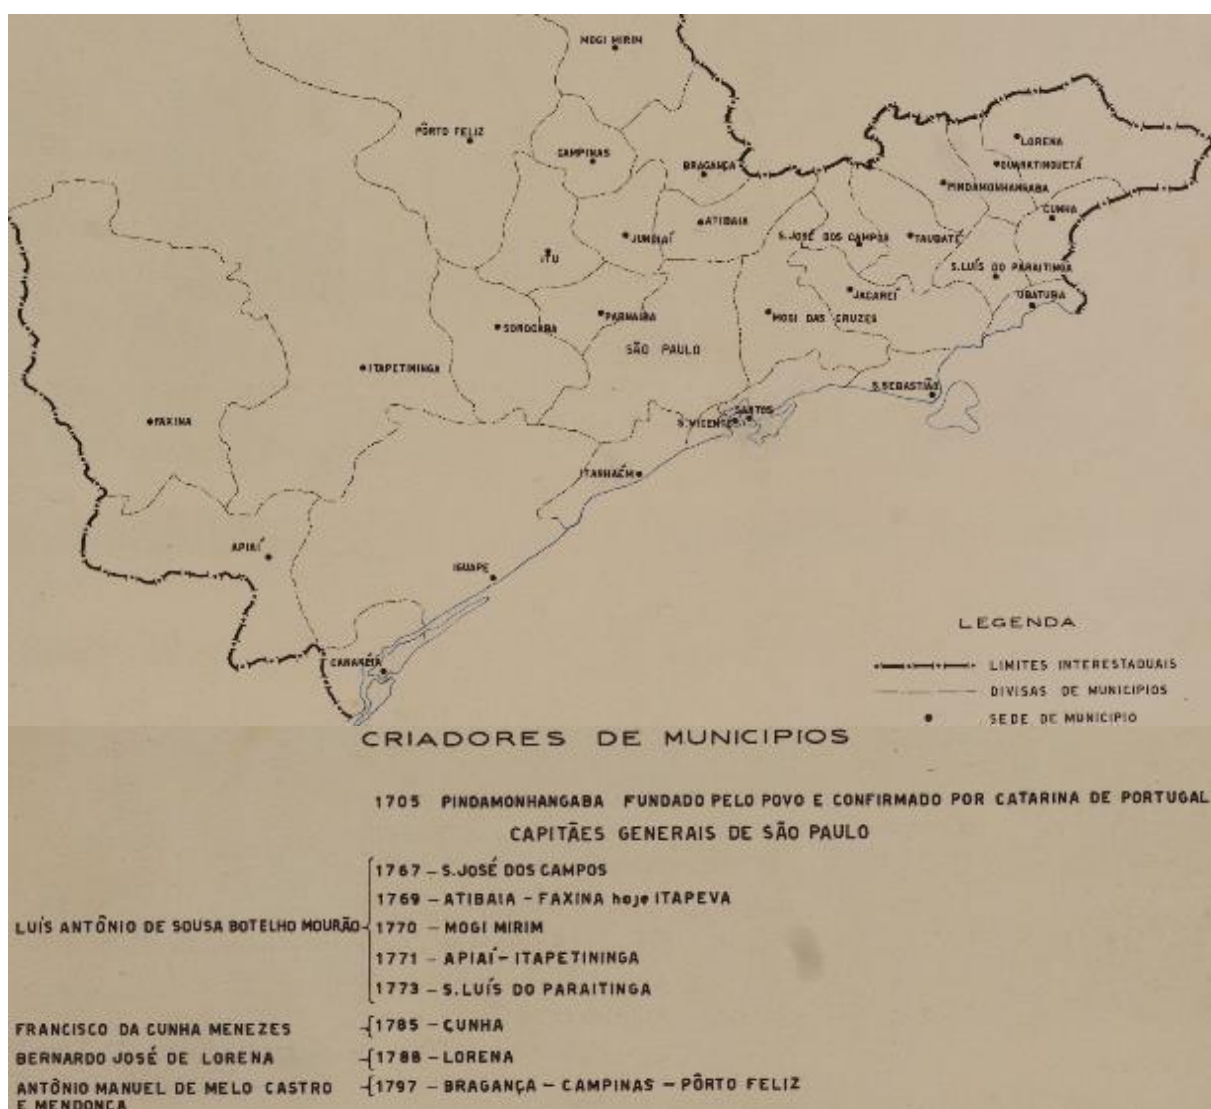 MOGI MIRIM
PÔRTO FELIZ
CAMPINAS
BRAGANÇA
LORENA
GUARATINGUETÁ
PINDAMONHANGABA
CUNHA
ATIBAIA
JUNDIAÍ
S. JOSÉ DOS CAMPOS
TAUBATÉ
ITU
S. LUÍS DO PARAITINGA
JACAREÍ
UBATUBA
SOROCABA
PARNAIBA
MOGI DAS CRUZES
SÃO PAULO
ITAPETININGA
S. SEBASTIÃO
FAXINA
SANTOS
S. VICENTE
ITANHAÉM
APIAÍ
IGUAPE
CANANÉIA
LEGENDA
LIMITES INTERESTADUAIS
DIVISAS DE MUNICIPIOS
SEDE DE MUNICIPIO
CRIADORES DE MUNICIPIOS
1705 PINDAMONHANGABA FUNDADO PELO POVO E CONFIRMADO POR CATARINA DE PORTUGAL
CAPITÃES GENERAIS DE SÃO PAULO
LUÍS ANTÔNIO DE SOUSA BOTELHO MOURÃO
1767 – S. JOSÉ DOS CAMPOS
1769 – ATIBAIA – FAXINA hoje ITAPEVA
1770 – MOGI MIRIM
1771 – APIAÍ – ITAPETININGA
1773 – S. LUÍS DO PARAITINGA
FRANCISCO DA CUNHA MENEZES 1785 – CUNHA
BERNARDO JOSÉ DE LORENA 1788 – LORENA
ANTÔNIO MANUEL DE MELO CASTRO 1797 – BRAGANÇA – CAMPINAS – PÔRTO FELIZ
E MENDONÇA